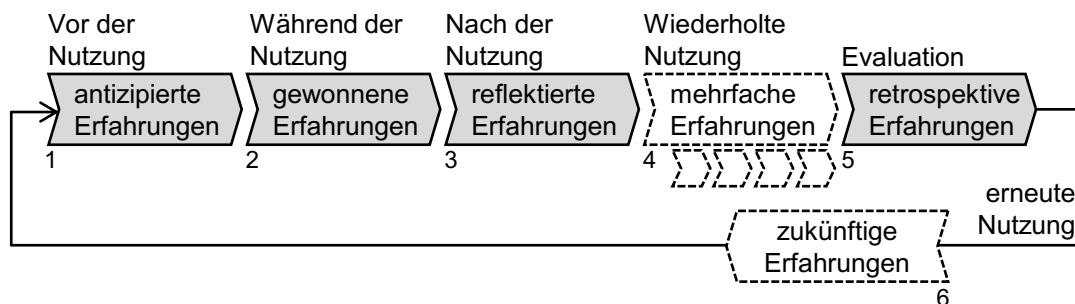 Vor der
Nutzung
Während der
Nutzung
Nach der
Nutzung
Wiederholte
Nutzung
Evaluation
antizipierte
Erfahrungen
gewonnene
Erfahrungen
reflektierte
Erfahrungen
mehrfache
Erfahrungen
retrospektive
Erfahrungen
1
2
3
4
5
erneute
Nutzung
zukünftige
Erfahrungen
6